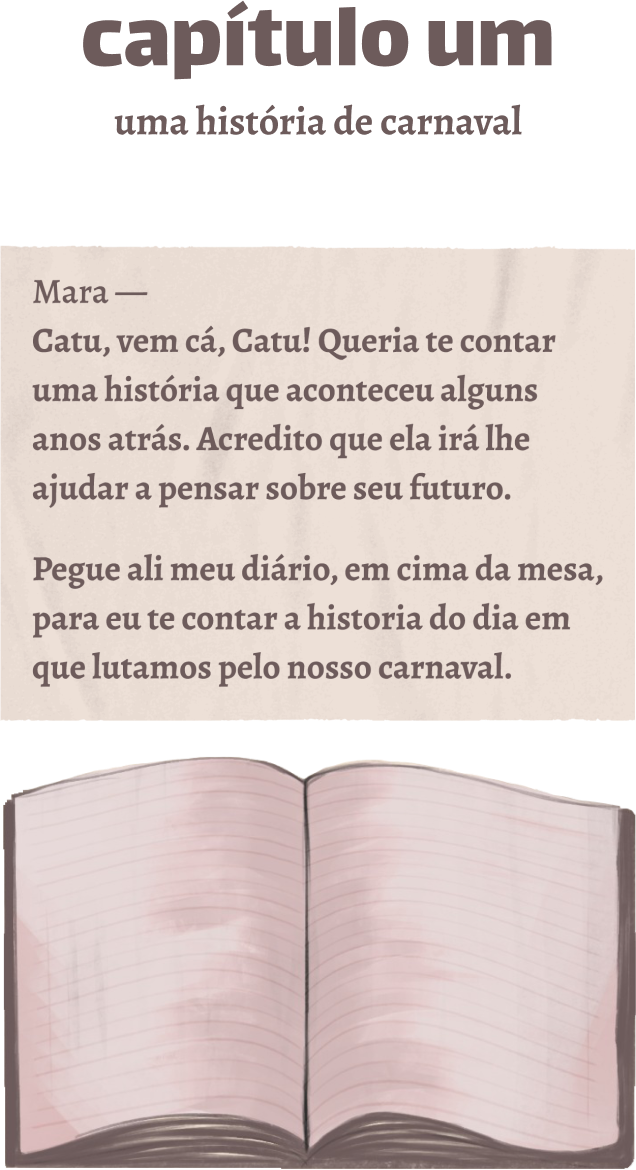 capítulo um
uma história de carnaval
Mara —
Catu, vem cá, Catu! Queria te contar
uma história que aconteceu alguns
anos atrás. Acredito que ela irá lhe
ajudar a pensar sobre seu futuro.
Pegue ali meu diário, em cima da mesa,
para eu te contar a historia do dia em
que lutamos pelo nosso carnaval.